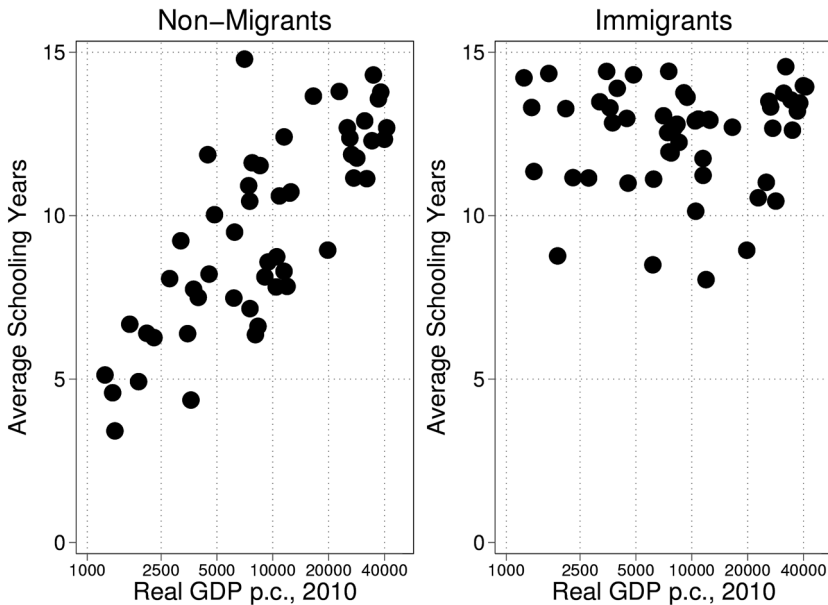 Non−Migrants
Average Schooling Years
15
10
5
0
1000 2500 5000 10000 20000 40000
Real GDP p.c., 2010
Immigrants
Average Schooling Years
15
10
5
0
1000 2500 5000 10000 20000 40000
Real GDP p.c., 2010